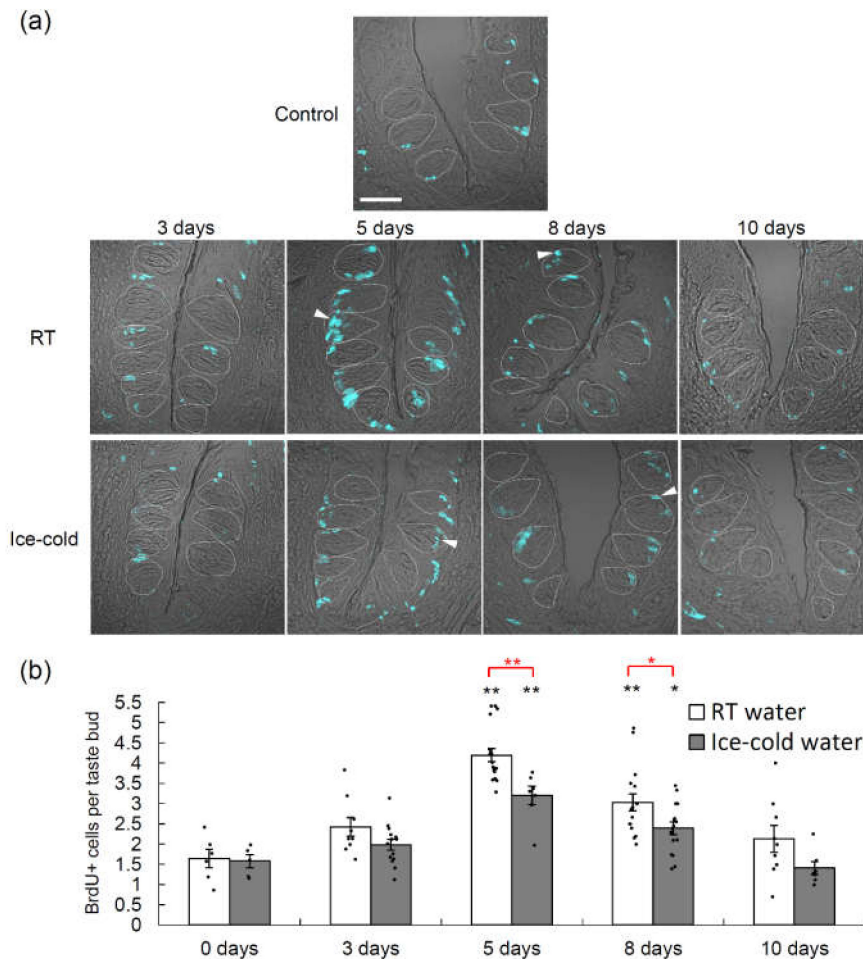 (a)
Control
3 days 5 days 8 days 10 days
RT
Ice-cold
(b)
** *
** ** ** *
RT water
Ice-cold water
BrdU+ cells per taste bud
5.5
4.5
3.5
3
2.5
2
1.5
1
0.5
0
0 days 3 days 5 days 8 days 10 days